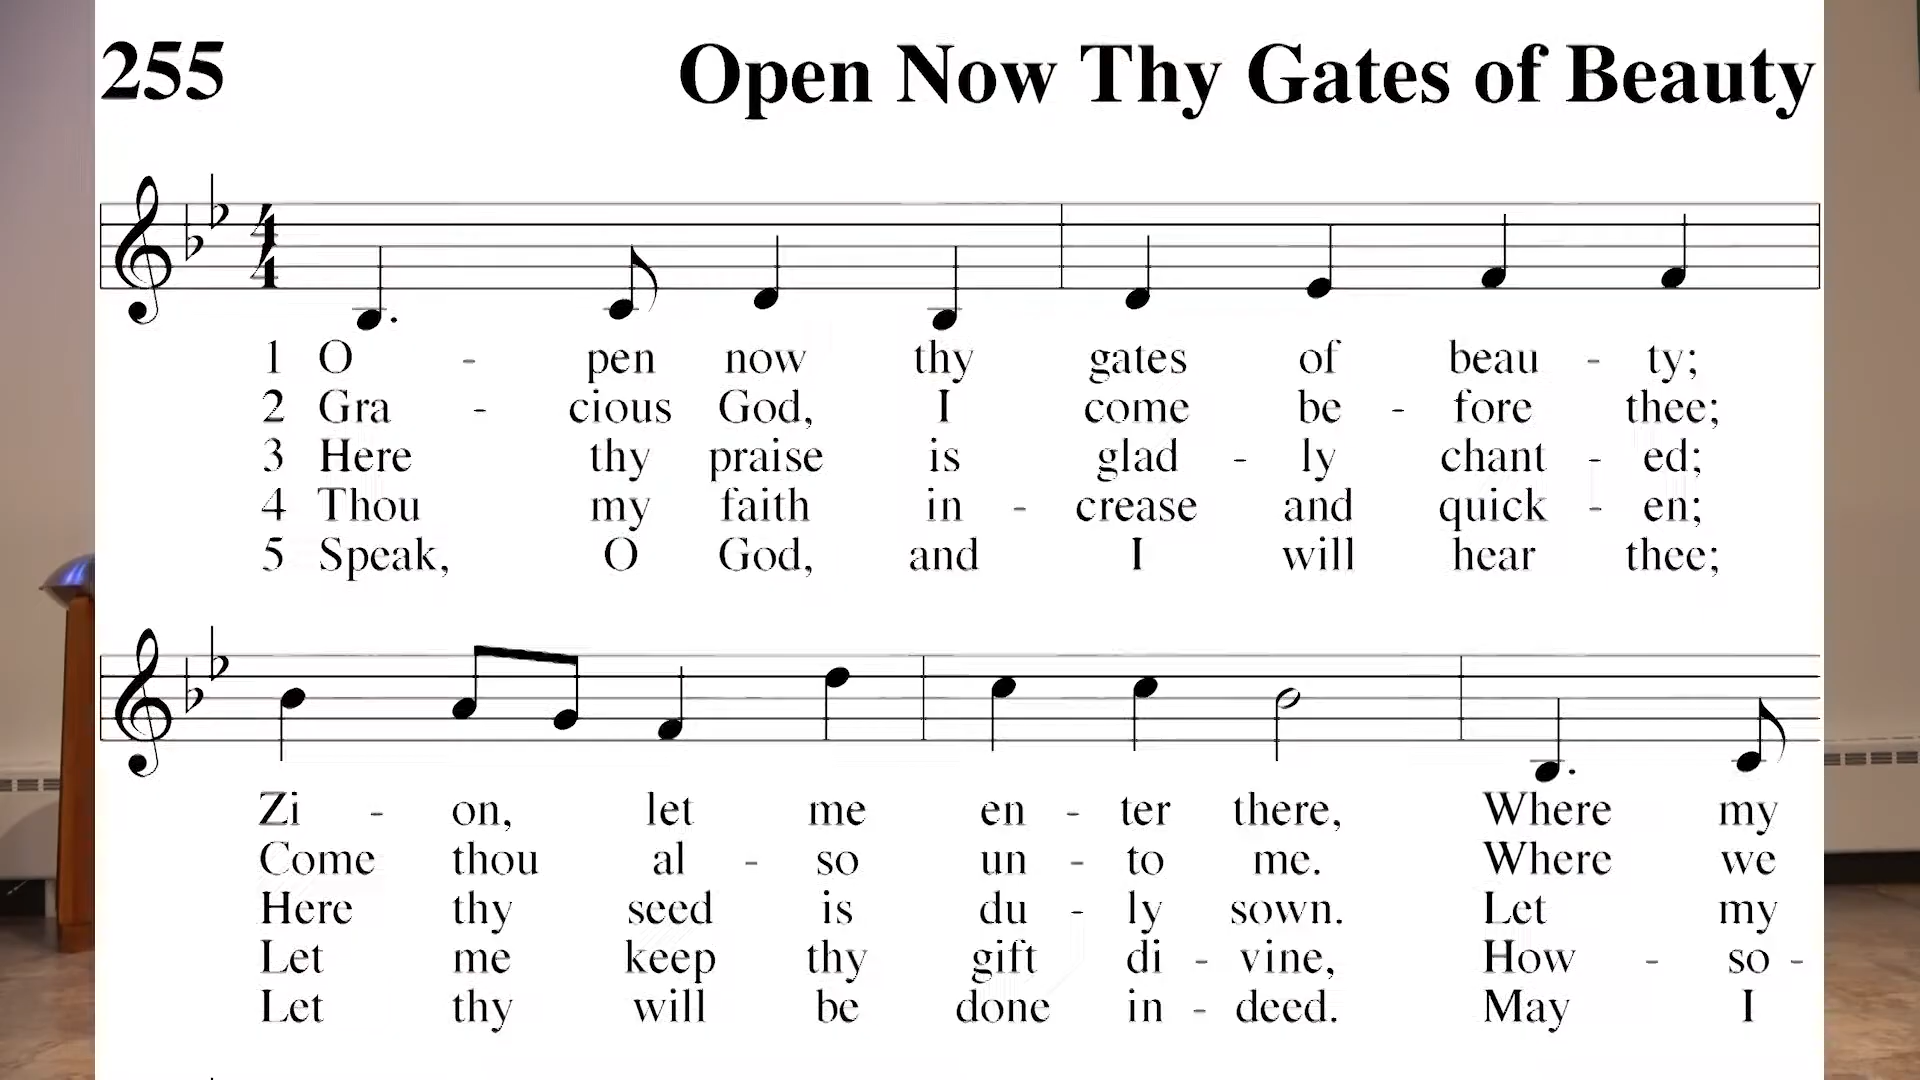 255 Open Now Thy Gates of Beauty
1 O - pen now thy gates of beau - ty;
2 Gra - cious God, I come be - fore thee;
3 Here thy praise is glad - ly chant - ed;
4 Thou my faith in - crease and quick - en;
5 Speak, O God, and I will hear thee;
Zi - on, let me en - ter there, Where my
Come thou al - so un - to me. Where we
Here thy seed is du - ly sown. Let my
Let me keep thy gift di - vine, How - so -
Let thy will be done in - deed. May I